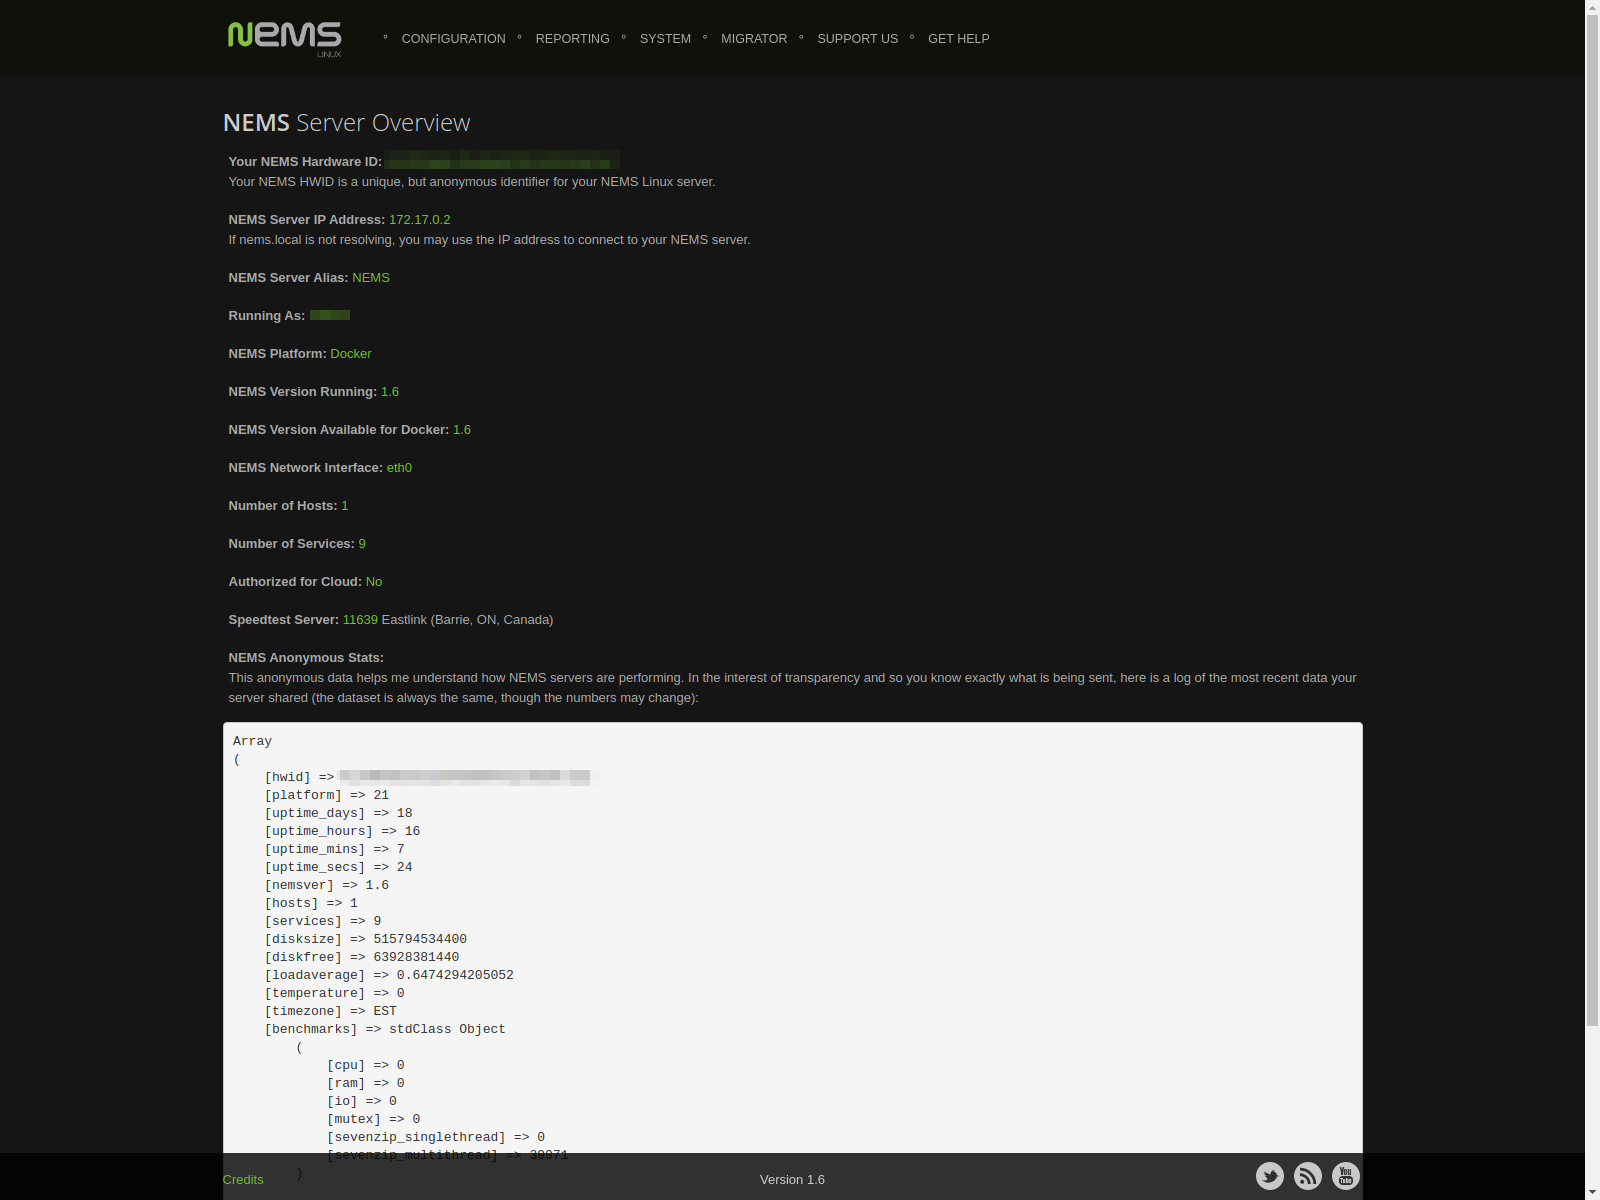 NEMS
LINUX
CONFIGURATION REPORTING SYSTEM MIGRATOR SUPPORT US GET HELP
NEMS Server Overview
Your NEMS Hardware ID:
Your NEMS HWID is a unique, but anonymous identifier for your NEMS Linux server.
NEMS Server IP Address: 172.17.0.2
If nems.local is not resolving, you may use the IP address to connect to your NEMS server.
NEMS Server Alias: NEMS
Running As:
NEMS Platform: Docker
NEMS Version Running: 1.6
NEMS Version Available for Docker: 1.6
NEMS Network Interface: eth0
Number of Hosts: 1
Number of Services: 9
Authorized for Cloud: No
Speedtest Server: 11639 Eastlink (Barrie, ON, Canada)
NEMS Anonymous Stats:
This anonymous data helps me understand how NEMS servers are performing. In the interest of transparency and so you know exactly what is being sent, here is a log of the most recent data your
server shared (the dataset is always the same, though the numbers may change):
Array
(
[hwid] =>
[platform] => 21
[uptime_days] => 18
[uptime_hours] => 16
[uptime_mins] => 7
[uptime_secs] => 24
[nemsver] => 1.6
[hosts] => 1
[services] => 9
[disksize] => 515794534400
[diskfree] => 63928381440
[loadaverage] => 0.6474294205052
[temperature] => 0
[timezone] => EST
[benchmarks] => stdClass Object
(
[cpu] => 0
[ram] => 0
[io] => 0
[mutex] => 0
[sevenzip_singlethread] => 0
[sevenzip_multithread] => 39971
)
Credits Version 1.6
You
Tube